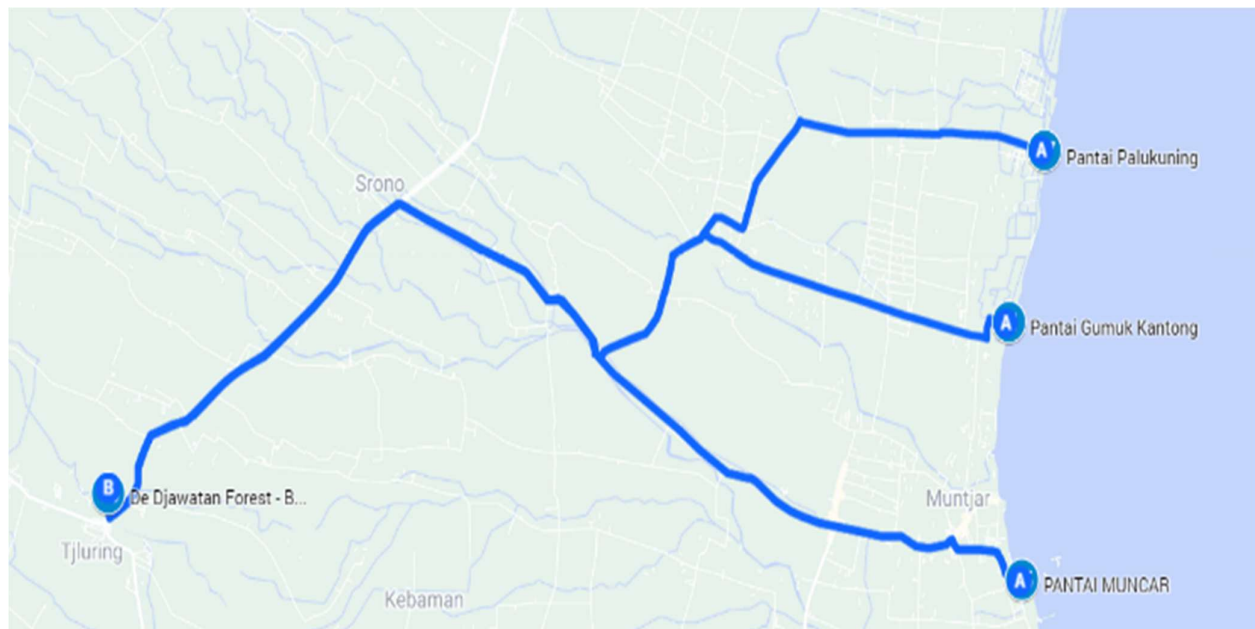 Pantai Palukuning
Srono
Pantai Gumuk Kantong
B
De Djawatan Forest - B...
Muntjar
Tjluring
PANTAI MUNCAR
Kebaman
A
A
A